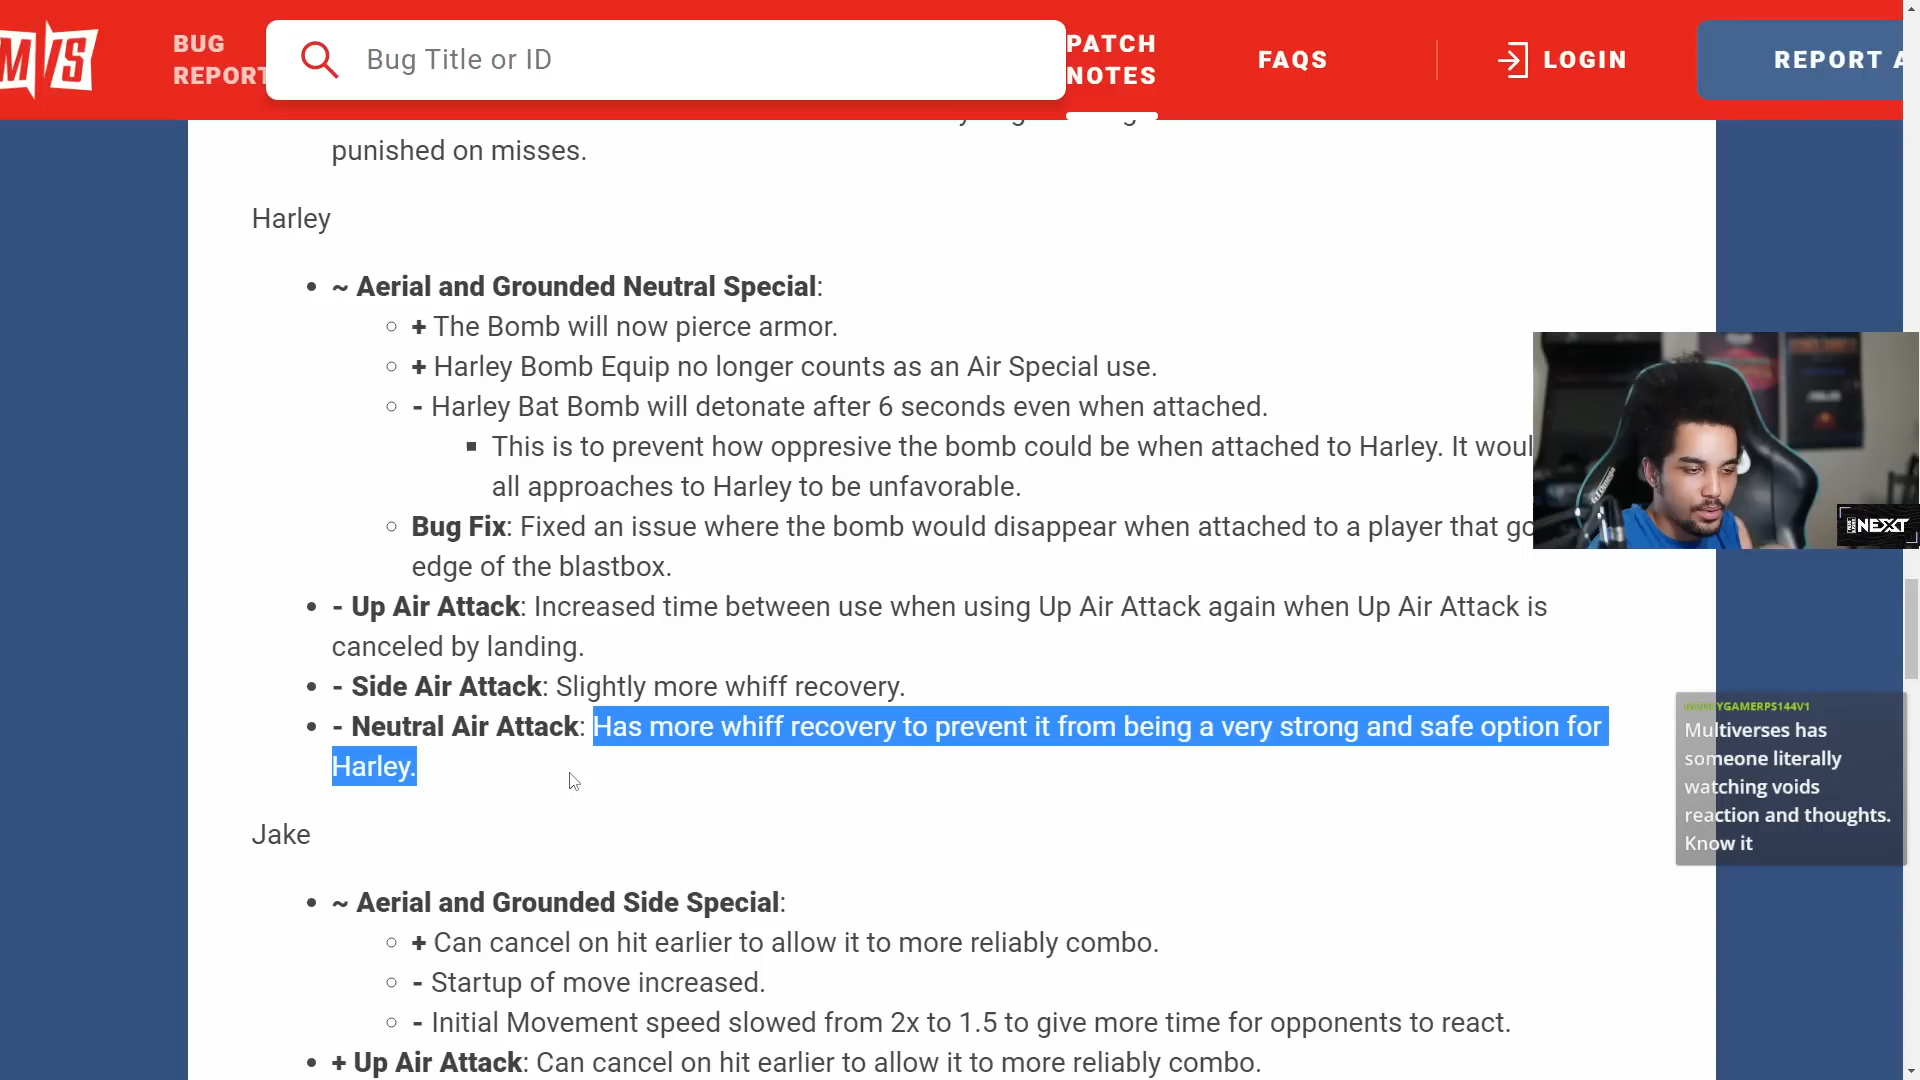 M/S
BUG
REPORT
Bug Title or ID
PATCH
NOTES
FAQS
LOGIN
REPORT A
punished on misses.
Harley
~ Aerial and Grounded Neutral Special:
+ The Bomb will now pierce armor.
+ Harley Bomb Equip no longer counts as an Air Special use.
- Harley Bat Bomb will detonate after 6 seconds even when attached.
This is to prevent how oppresive the bomb could be when attached to Harley. It woul
all approaches to Harley to be unfavorable.
Bug Fix: Fixed an issue where the bomb would disappear when attached to a player that go
edge of the blastbox.
- Up Air Attack: Increased time between use when using Up Air Attack again when Up Air Attack is
canceled by landing.
- Side Air Attack: Slightly more whiff recovery.
- Neutral Air Attack: Has more whiff recovery to prevent it from being a very strong and safe option for
Harley.
Jake
~ Aerial and Grounded Side Special:
+ Can cancel on hit earlier to allow it to more reliably combo.
- Startup of move increased.
- Initial Movement speed slowed from 2x to 1.5 to give more time for opponents to react.
+ Up Air Attack: Can cancel on hit earlier to allow it to more reliably combo.
NEXXT
Multiverses has
someone literally
watching voids
reaction and thoughts.
Know it